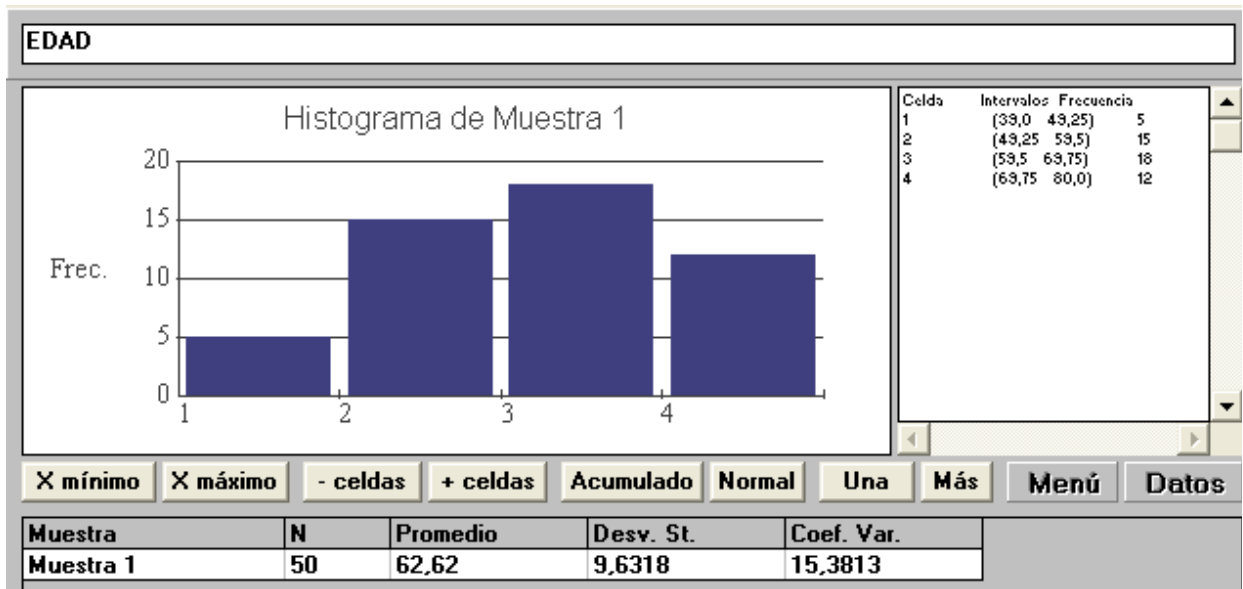 EDAD
Histograma de Muestra 1
Frec.
20
15
10
5
0
1 2 3 4
Celda Intervalos Frecuencia
1 (39,0 49,25) 5
2 (49,25 59,5) 15
3 (59,5 69,75) 18
4 (69,75 80,0) 12
X mínimo X máximo - celdas + celdas Acumulado Normal Una Más Menú Datos
Muestra N Promedio Desv. St. Coef. Var.
Muestra 1 50 62,62 9,6318 15,3813